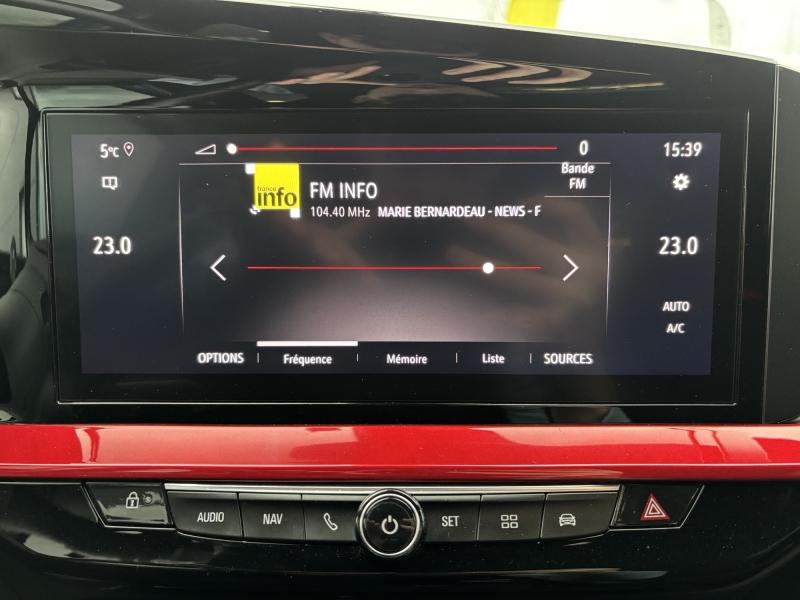 5°C
0
15:39
Bande
FM
france
info
FM INFO
104.40 MHz MARIE BERNARDEAU - NEWS - F
23.0
23.0
AUTO
A/C
OPTIONS Fréquence Mémoire Liste SOURCES
AUDIO NAV SET